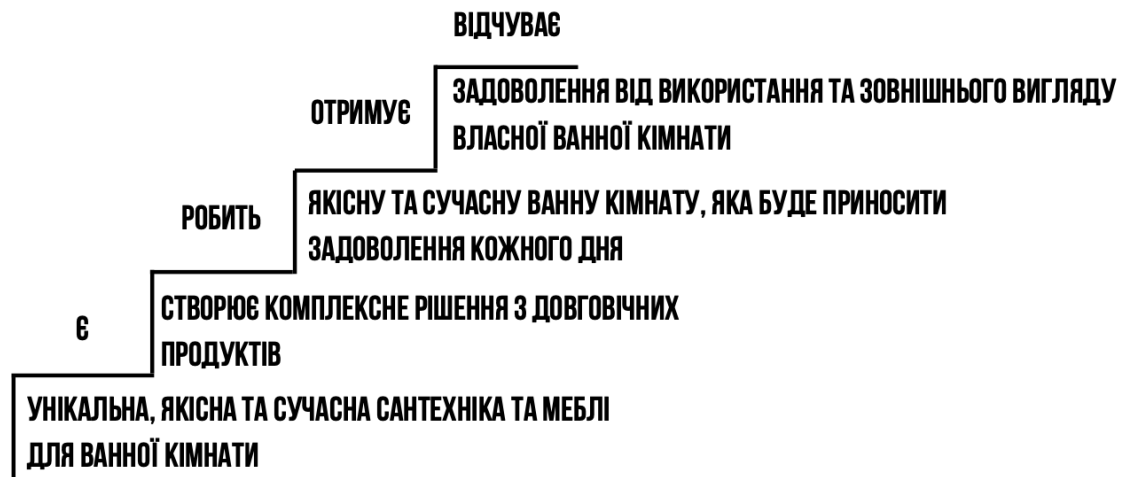 ВІДЧУВАЄ
ЗАДОВОЛЕННЯ ВІД ВИКОРИСТАННЯ ТА ЗОВНІШНЬОГО ВИГЛЯДУ
ВЛАСНОЇ ВАННОЇ КІМНАТИ
ОТРИМУЄ
ЯКІСНУ ТА СУЧАСНУ ВАННУ КІМНАТУ, ЯКА БУДЕ ПРИНОСИТИ
ЗАДОВОЛЕННЯ КОЖНОГО ДНЯ
РОБИТЬ
СТВОРЮЄ КОМПЛЕКСНЕ РІШЕННЯ З ДОВГОВІЧНИХ
ПРОДУКТІВ
Є
УНІКАЛЬНА, ЯКІСНА ТА СУЧАСНА САНТЕХНІКА ТА МЕБЛІ
ДЛЯ ВАННОЇ КІМНАТИ